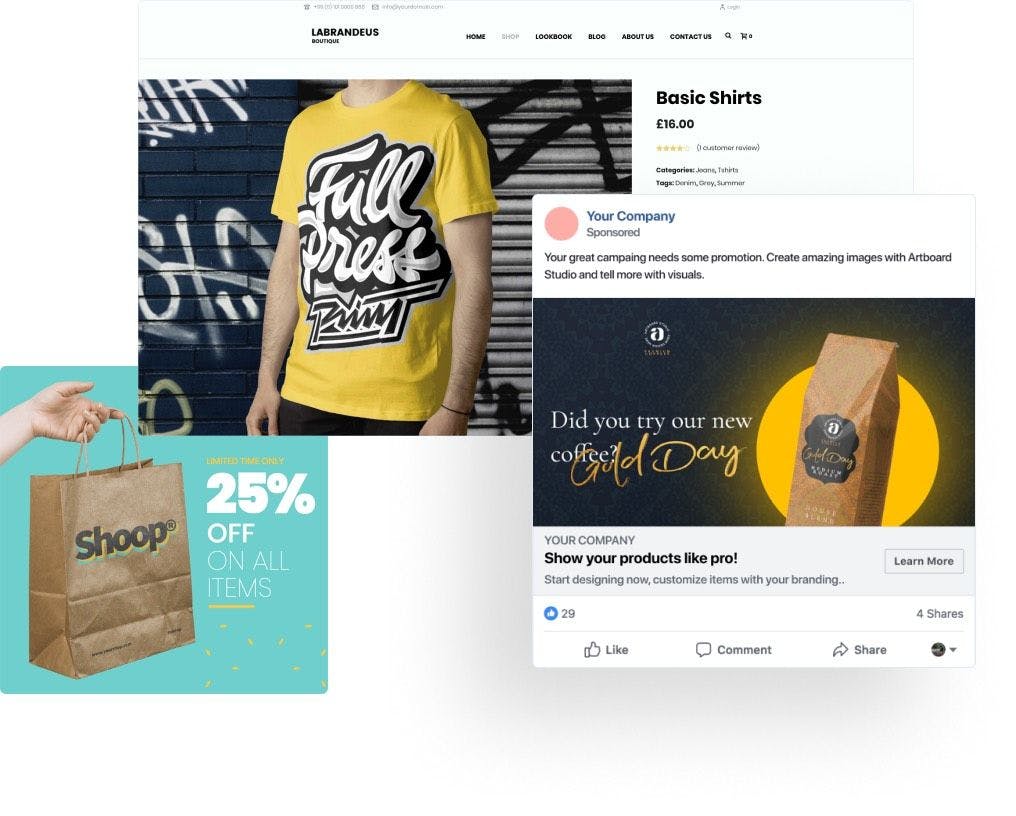 +99 (0) 101 0000 888 info@yourdomain.com Login
LABRANDEUS
BOUTIQUE
HOME SHOP LOOKBOOK BLOG ABOUT US CONTACT US 0
Basic Shirts
£16.00
(1 customer review)
Categories: Jeans, Tshirts
Tags: Denim, Grey, Summer
Full
Press
Print
Your Company
Sponsored
Your great campaing needs some promotion. Create amazing images with Artboard
Studio and tell more with visuals.
a
Did you try our new
coffee?
Gold Day
a
Gold Day
MEDIUM
ROAST
HOUSE
BLEND
YOUR COMPANY
Show your products like pro!
Start designing now, customize items with your branding..
Learn More
29
4 Shares
Like Comment Share
LIMITED TIME ONLY
25%
OFF
ON ALL
ITEMS
Shoop®